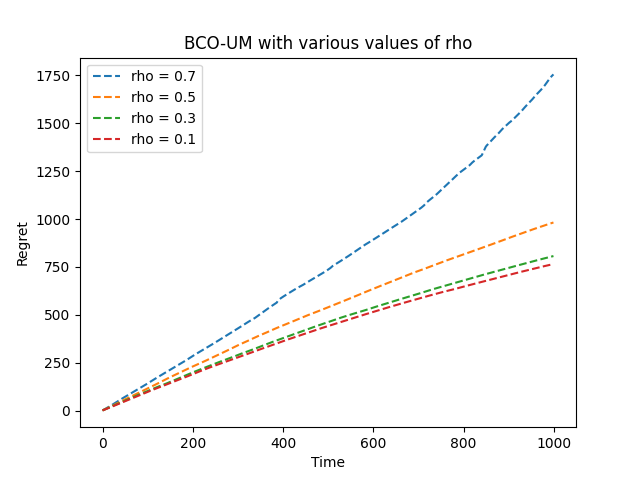 BCO-UM with various values of rho
rho = 0.7
rho = 0.5
rho = 0.3
rho = 0.1
Regret
1750
1500
1250
1000
750
500
250
0
0 200 400 600 800 1000
Time